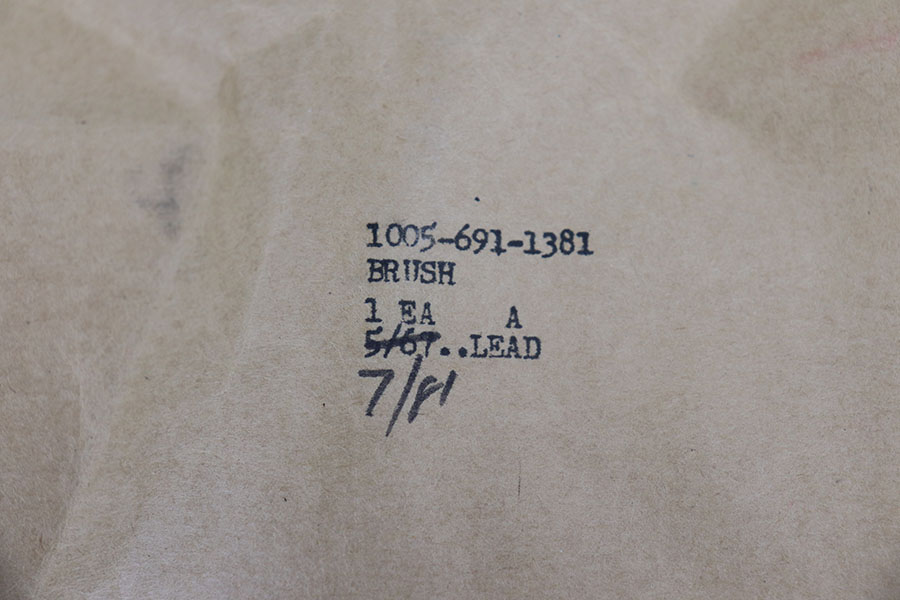 1005-691-1381
BRUSH
1 EA A
5/67..LEAD
7/81